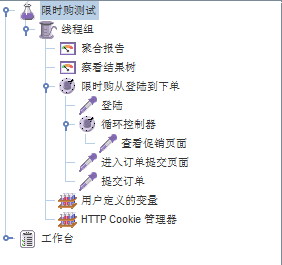 限时购测试
线程组
聚合报告
察看结果树
限时购从登陆到下单
登陆
循环控制器
查看促销页面
进入订单提交页面
提交订单
用户定义的变量
HTTP Cookie 管理器
工作台